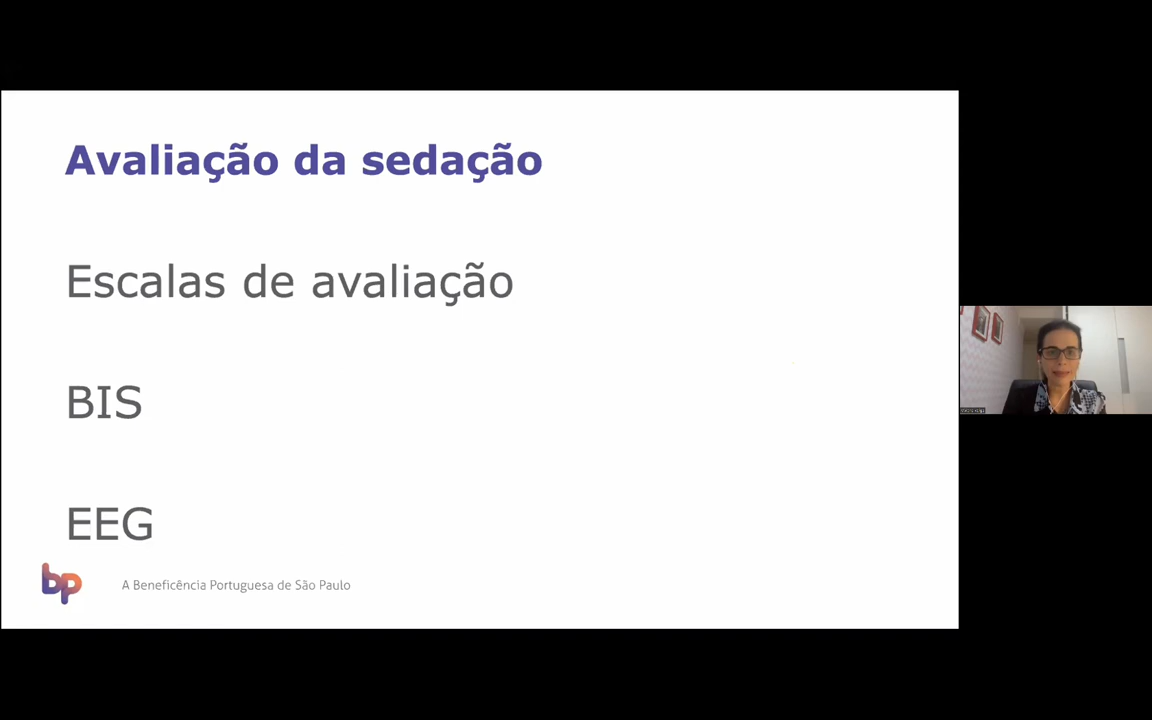 Avaliação da sedação
Escalas de avaliação
BIS
EEG
bp
A Beneficência Portuguesa de São Paulo